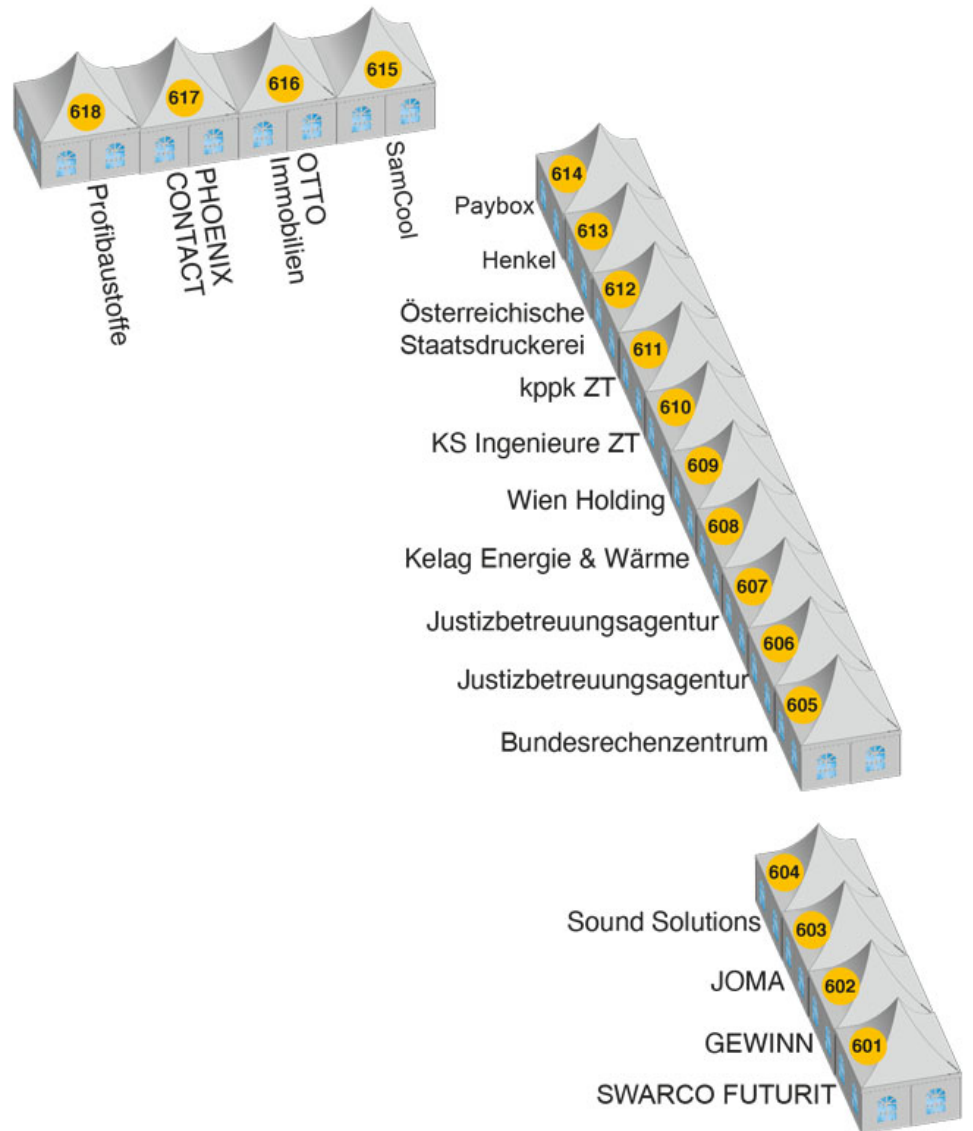 618
617
616
615
Profibaustoffe
PHOENIX
CONTACT
OTTO
Immobilien
SamCool
614
Paybox
613
Henkel
612
Österreichische
Staatsdruckerei
611
kppk ZT
610
KS Ingenieure ZT
609
Wien Holding
608
Kelag Energie & Wärme
607
Justizbetreuungsagentur
606
Justizbetreuungsagentur
605
Bundesrechenzentrum
604
Sound Solutions
603
JOMA
602
GEWINN
601
SWARCO FUTURIT